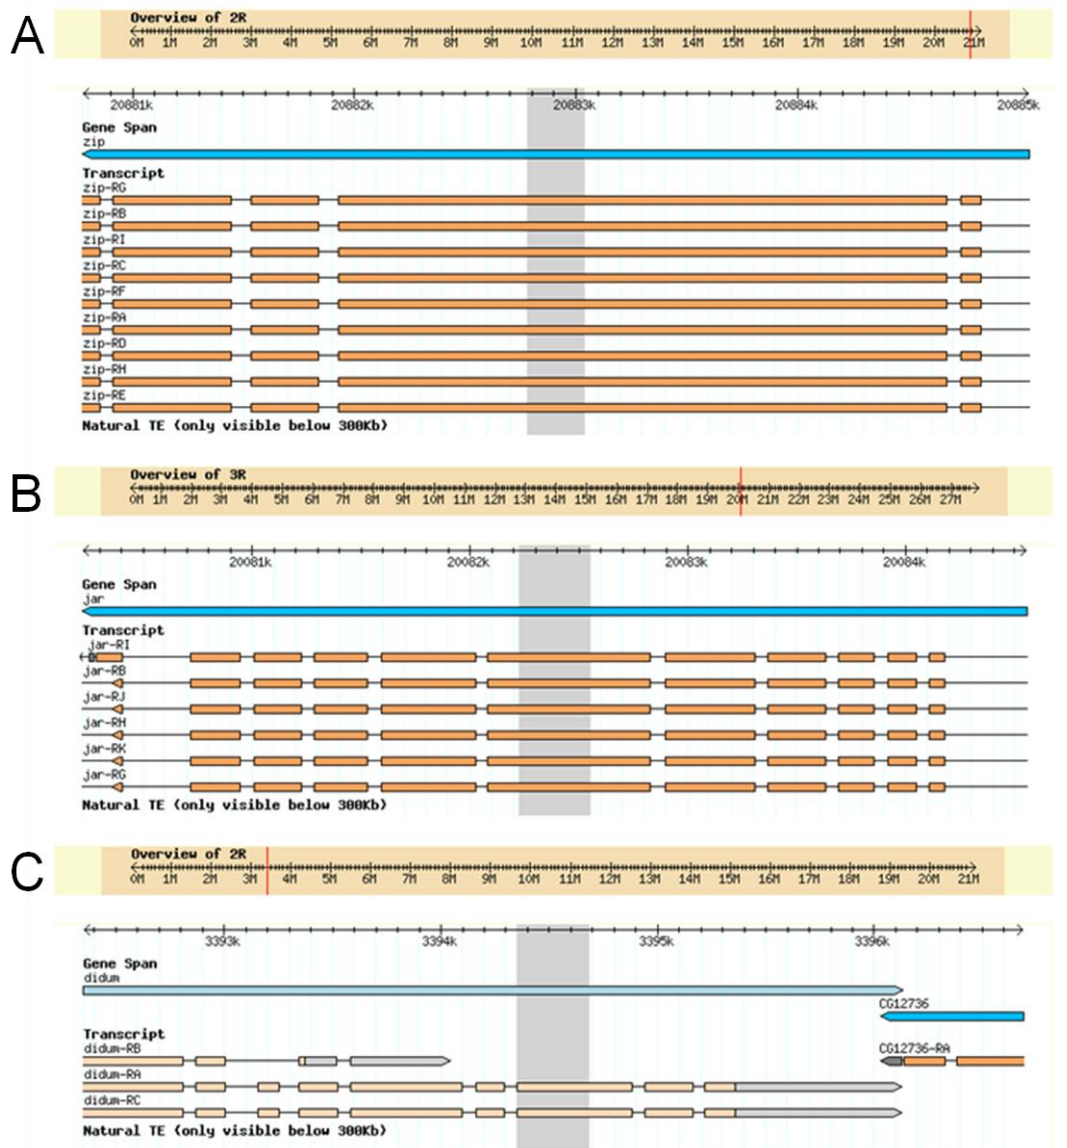 A
Overview of 2R
0M 1M 2M 3M 4M 5M 6M 7M 8M 9M 10M 11M 12M 13M 14M 15M 16M 17M 18M 19M 20M 21M
20881k 20882k 20883k 20884k 20885k
Gene Span
zip
Transcript
zip-RG
zip-RB
zip-RI
zip-RC
zip-RF
zip-RA
zip-RD
zip-RH
zip-RE
Natural TE (only visible below 300Kb)
B
Overview of 3R
0M 1M 2M 3M 4M 5M 6M 7M 8M 9M 10M 11M 12M 13M 14M 15M 16M 17M 18M 19M 20M 21M 22M 23M 24M 25M 26M 27M
20081k 20082k 20083k 20084k
Gene Span
jar
Transcript
jar-RI
jar-RB
jar-RJ
jar-RH
jar-RK
jar-RG
Natural TE (only visible below 300Kb)
C
Overview of 2R
0M 1M 2M 3M 4M 5M 6M 7M 8M 9M 10M 11M 12M 13M 14M 15M 16M 17M 18M 19M 20M 21M
3393k 3394k 3395k 3396k
Gene Span
didum
CG12736
Transcript
didum-RB CG12736-RA
didum-RA
didum-RC
Natural TE (only visible below 300Kb)